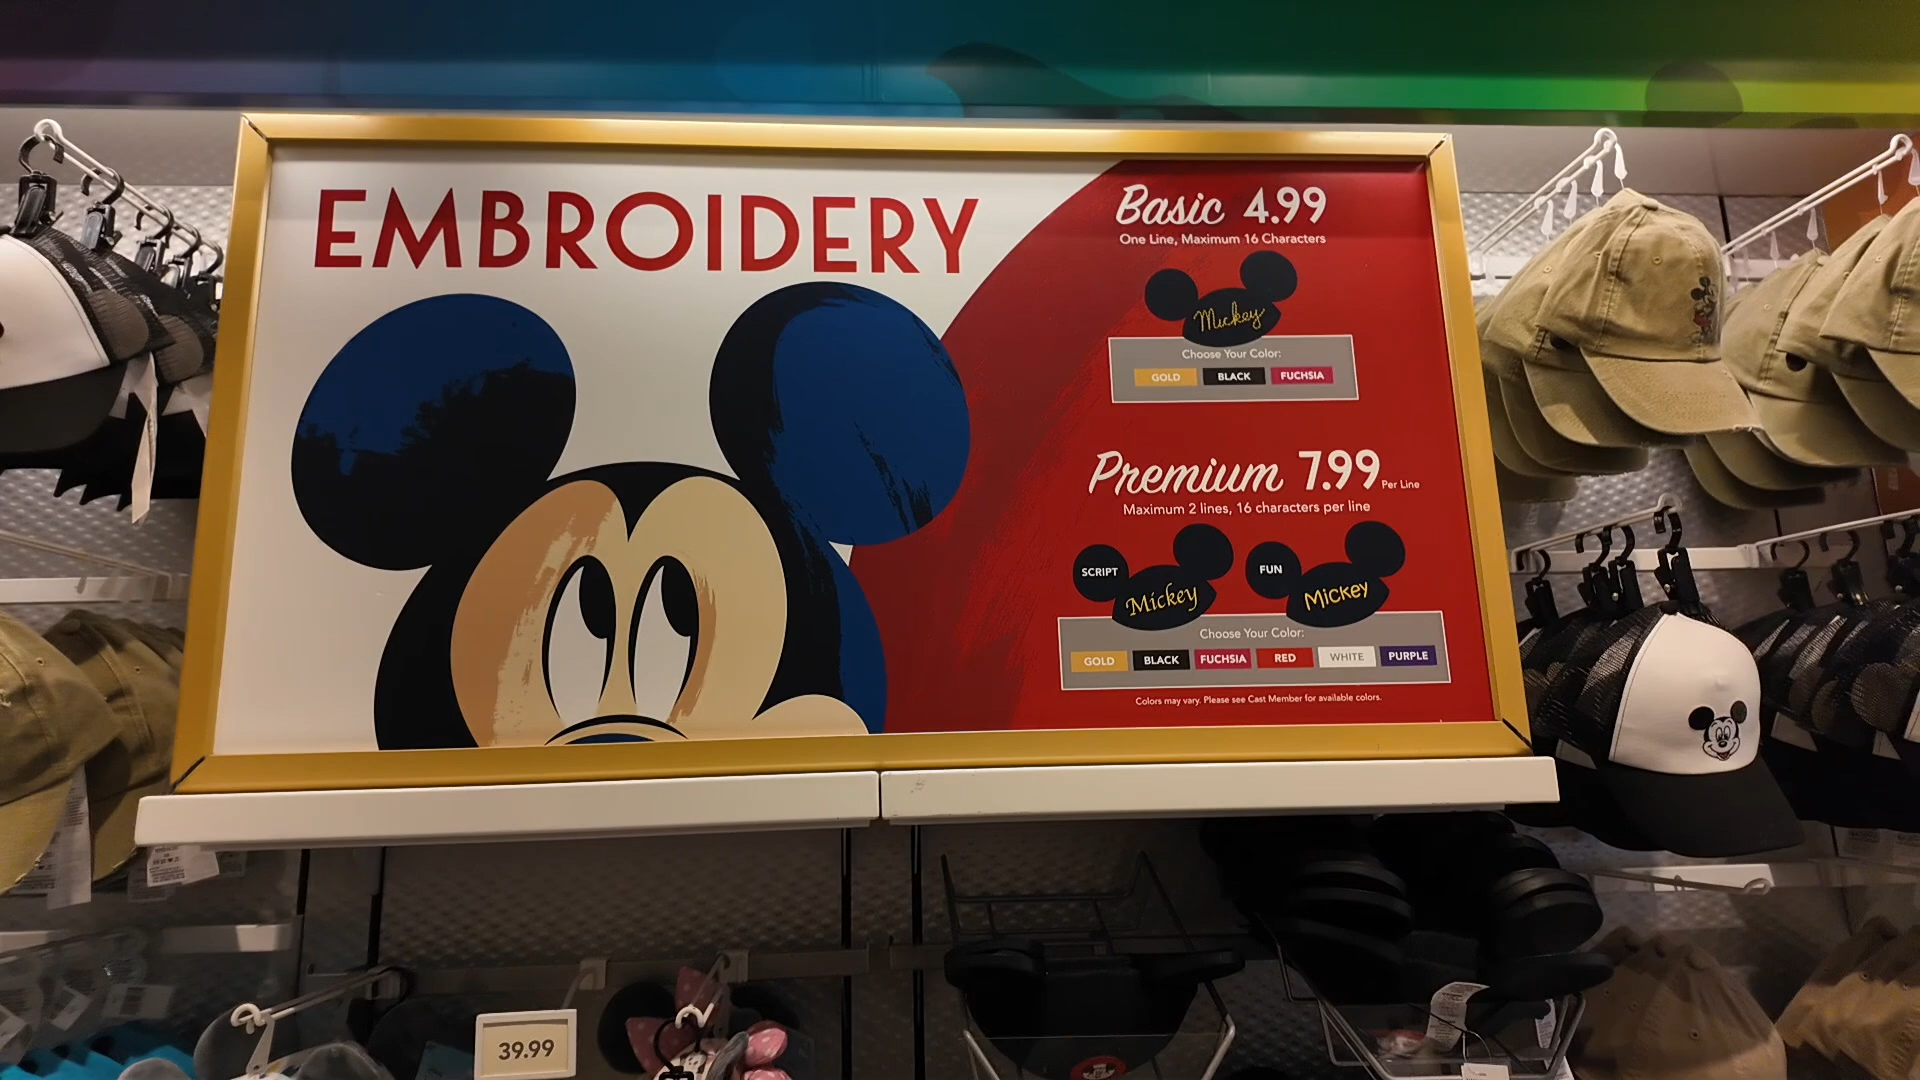 EMBROIDERY
Basic 4.99
One Line, Maximum 16 Characters
Mickey
Choose Your Color:
GOLD BLACK FUCHSIA
Premium 7.99 Per Line
Maximum 2 lines, 16 characters per line
SCRIPT Mickey FUN Mickey
Choose Your Color:
GOLD BLACK FUCHSIA RED WHITE PURPLE
Colors may vary. Please see Cast Member for available colors.
39.99